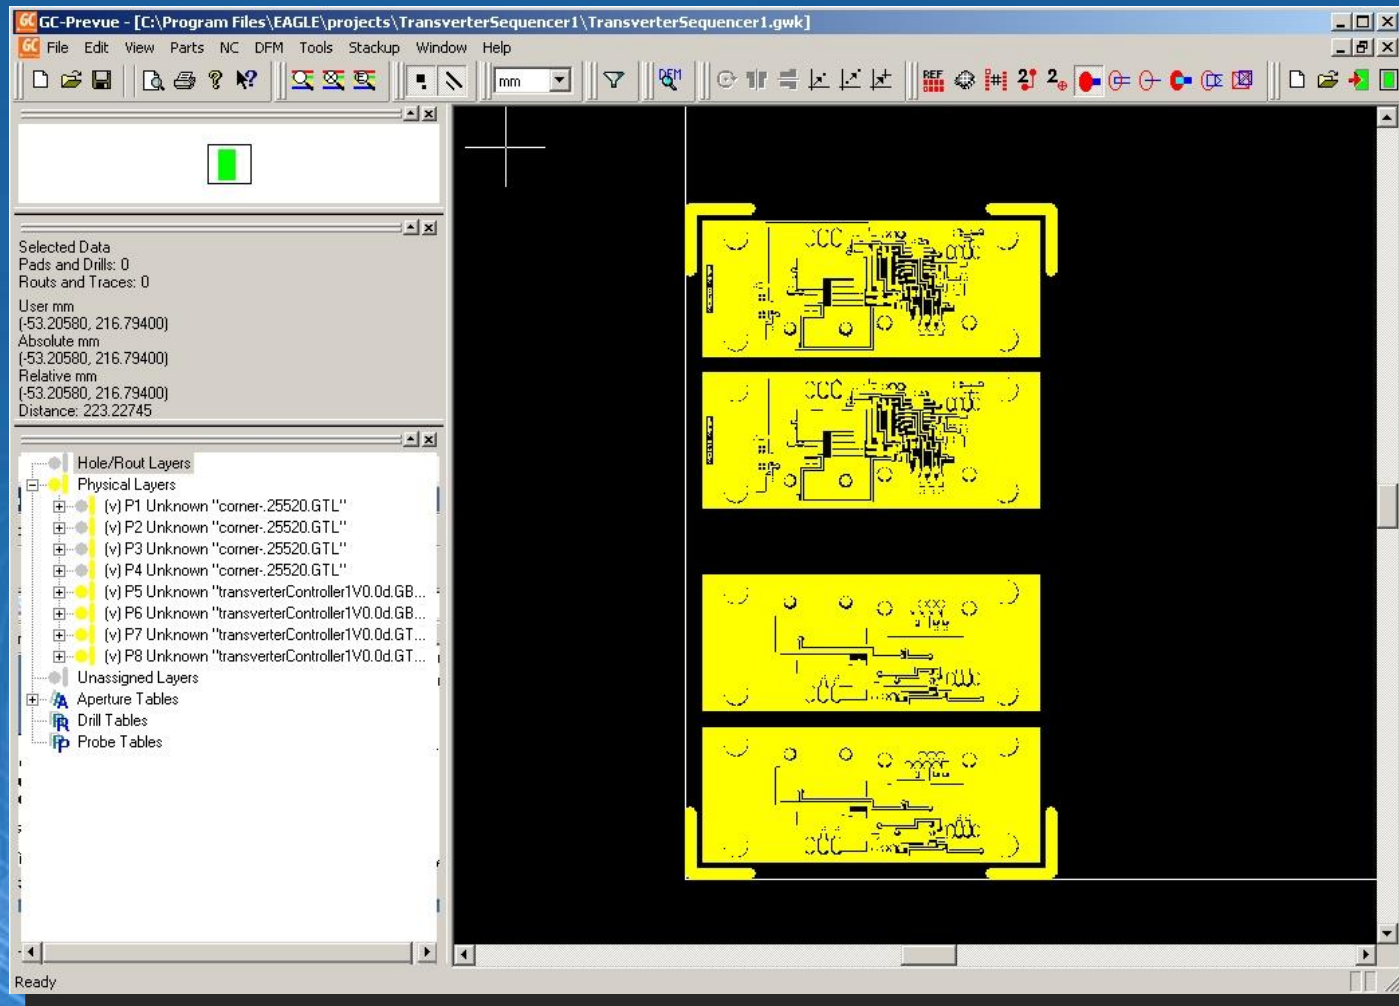 GC-Prevue - [C:\Program Files\EAGLE\projects\TransverterSequencer1\TransverterSequencer1.gwk]
File Edit View Parts NC DFM Tools Stackup Window Help
mm
DFM
REF
Selected Data
Pads and Drills: 0
Routs and Traces: 0
User mm
(-53.20580, 216.79400)
Absolute mm
(-53.20580, 216.79400)
Relative mm
(-53.20580, 216.79400)
Distance: 223.22745
Hole/Rout Layers
Physical Layers
(v) P1 Unknown "corner-.25520.GTL"
(v) P2 Unknown "corner-.25520.GTL"
(v) P3 Unknown "corner-.25520.GTL"
(v) P4 Unknown "corner-.25520.GTL"
(v) P5 Unknown "transverterController1V0.0d.GB...
(v) P6 Unknown "transverterController1V0.0d.GB...
(v) P7 Unknown "transverterController1V0.0d.GT...
(v) P8 Unknown "transverterController1V0.0d.GT...
Unassigned Layers
Aperture Tables
Drill Tables
Probe Tables
Ready